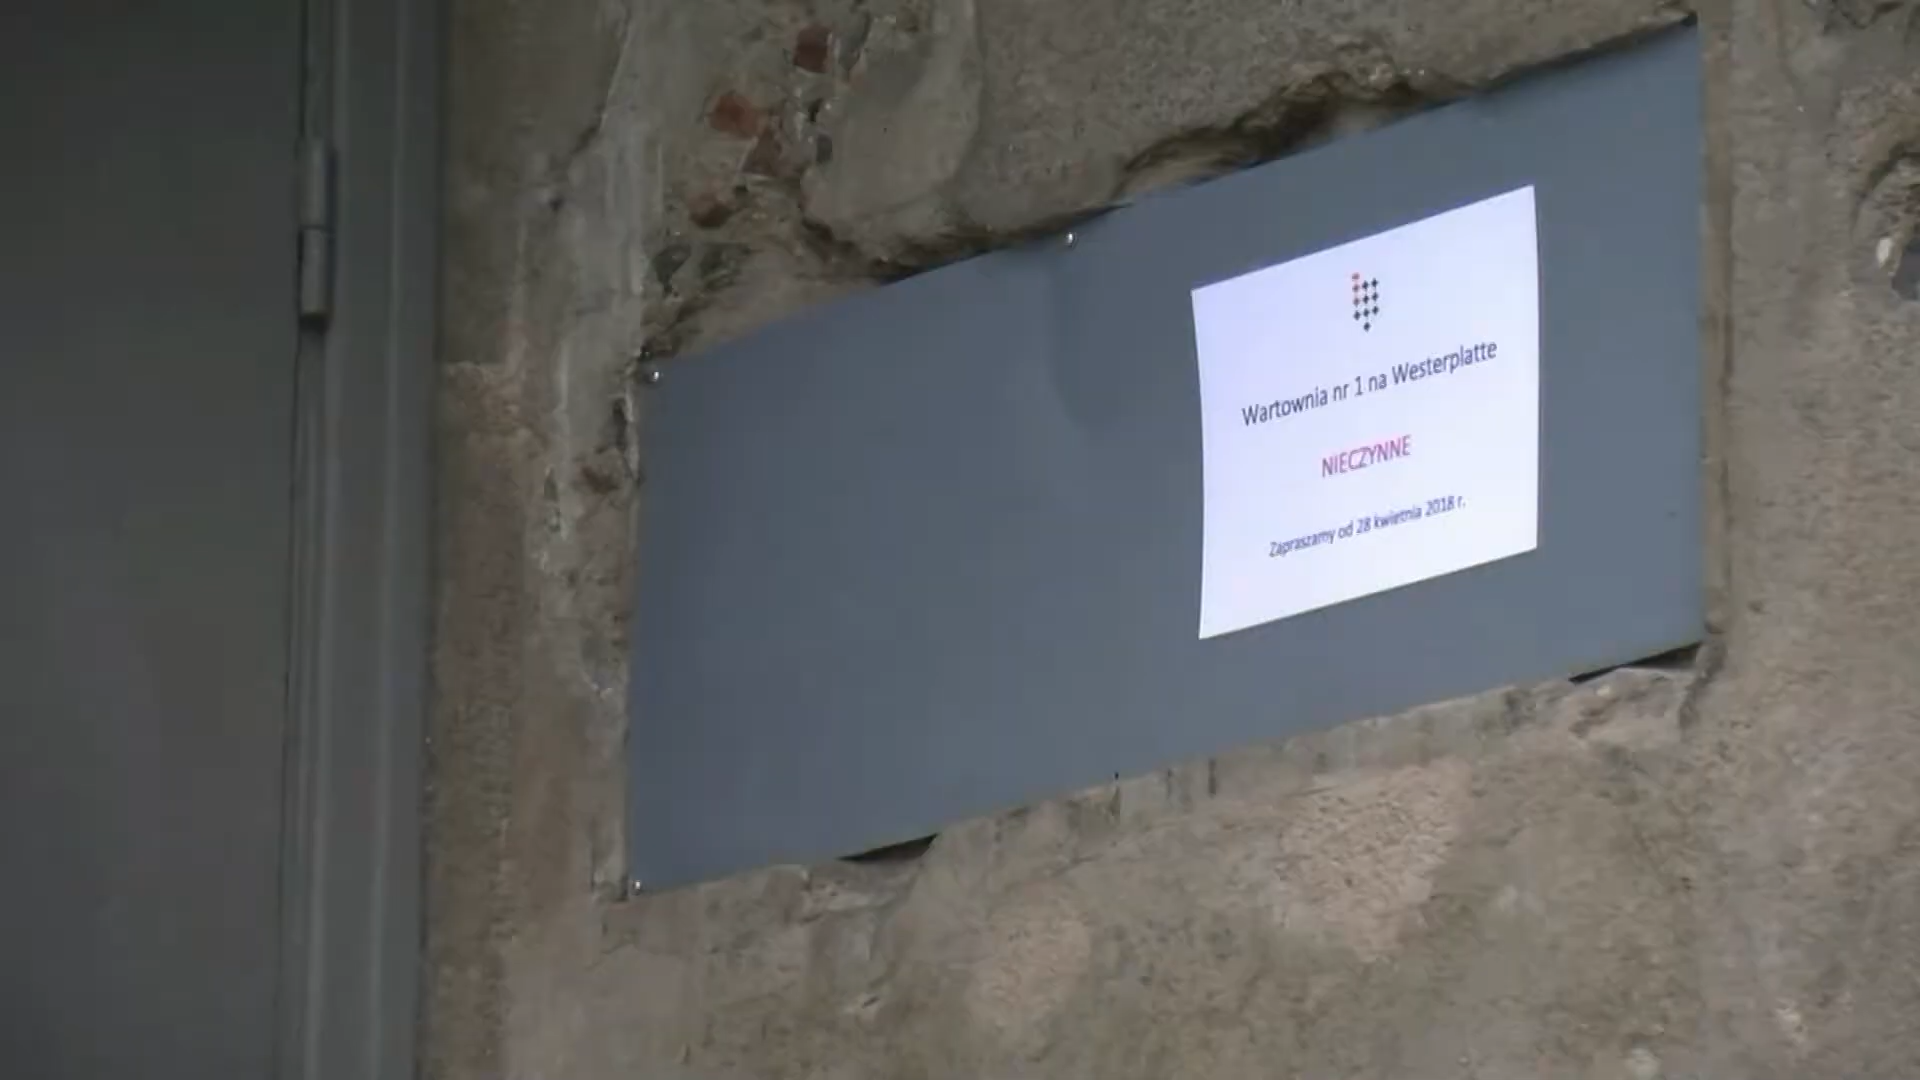 Wartownia nr 1 na Westerplatte
NIECZYNNE
Zapraszamy od 28 kwietnia 2018 r.